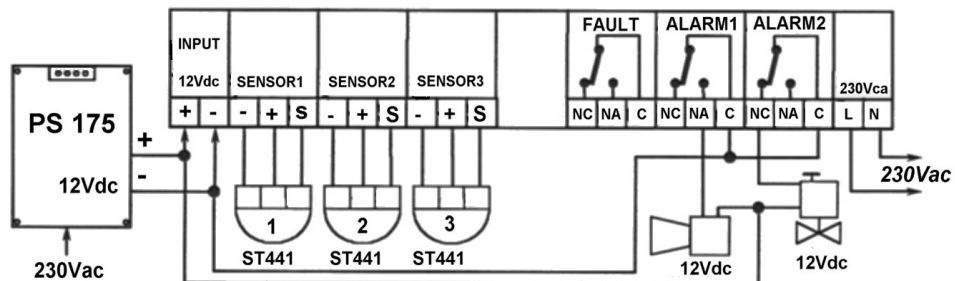 FAULT ALARM1 ALARM2
INPUT
12Vdc SENSOR1 SENSOR2 SENSOR3 230Vca
+ - - + S - + S - + S NC NA C NC NA C NC NA C L N
PS 175
+
12Vdc
-
230Vac
1 2 3
ST441 ST441 ST441
12Vdc 12Vdc
230Vac